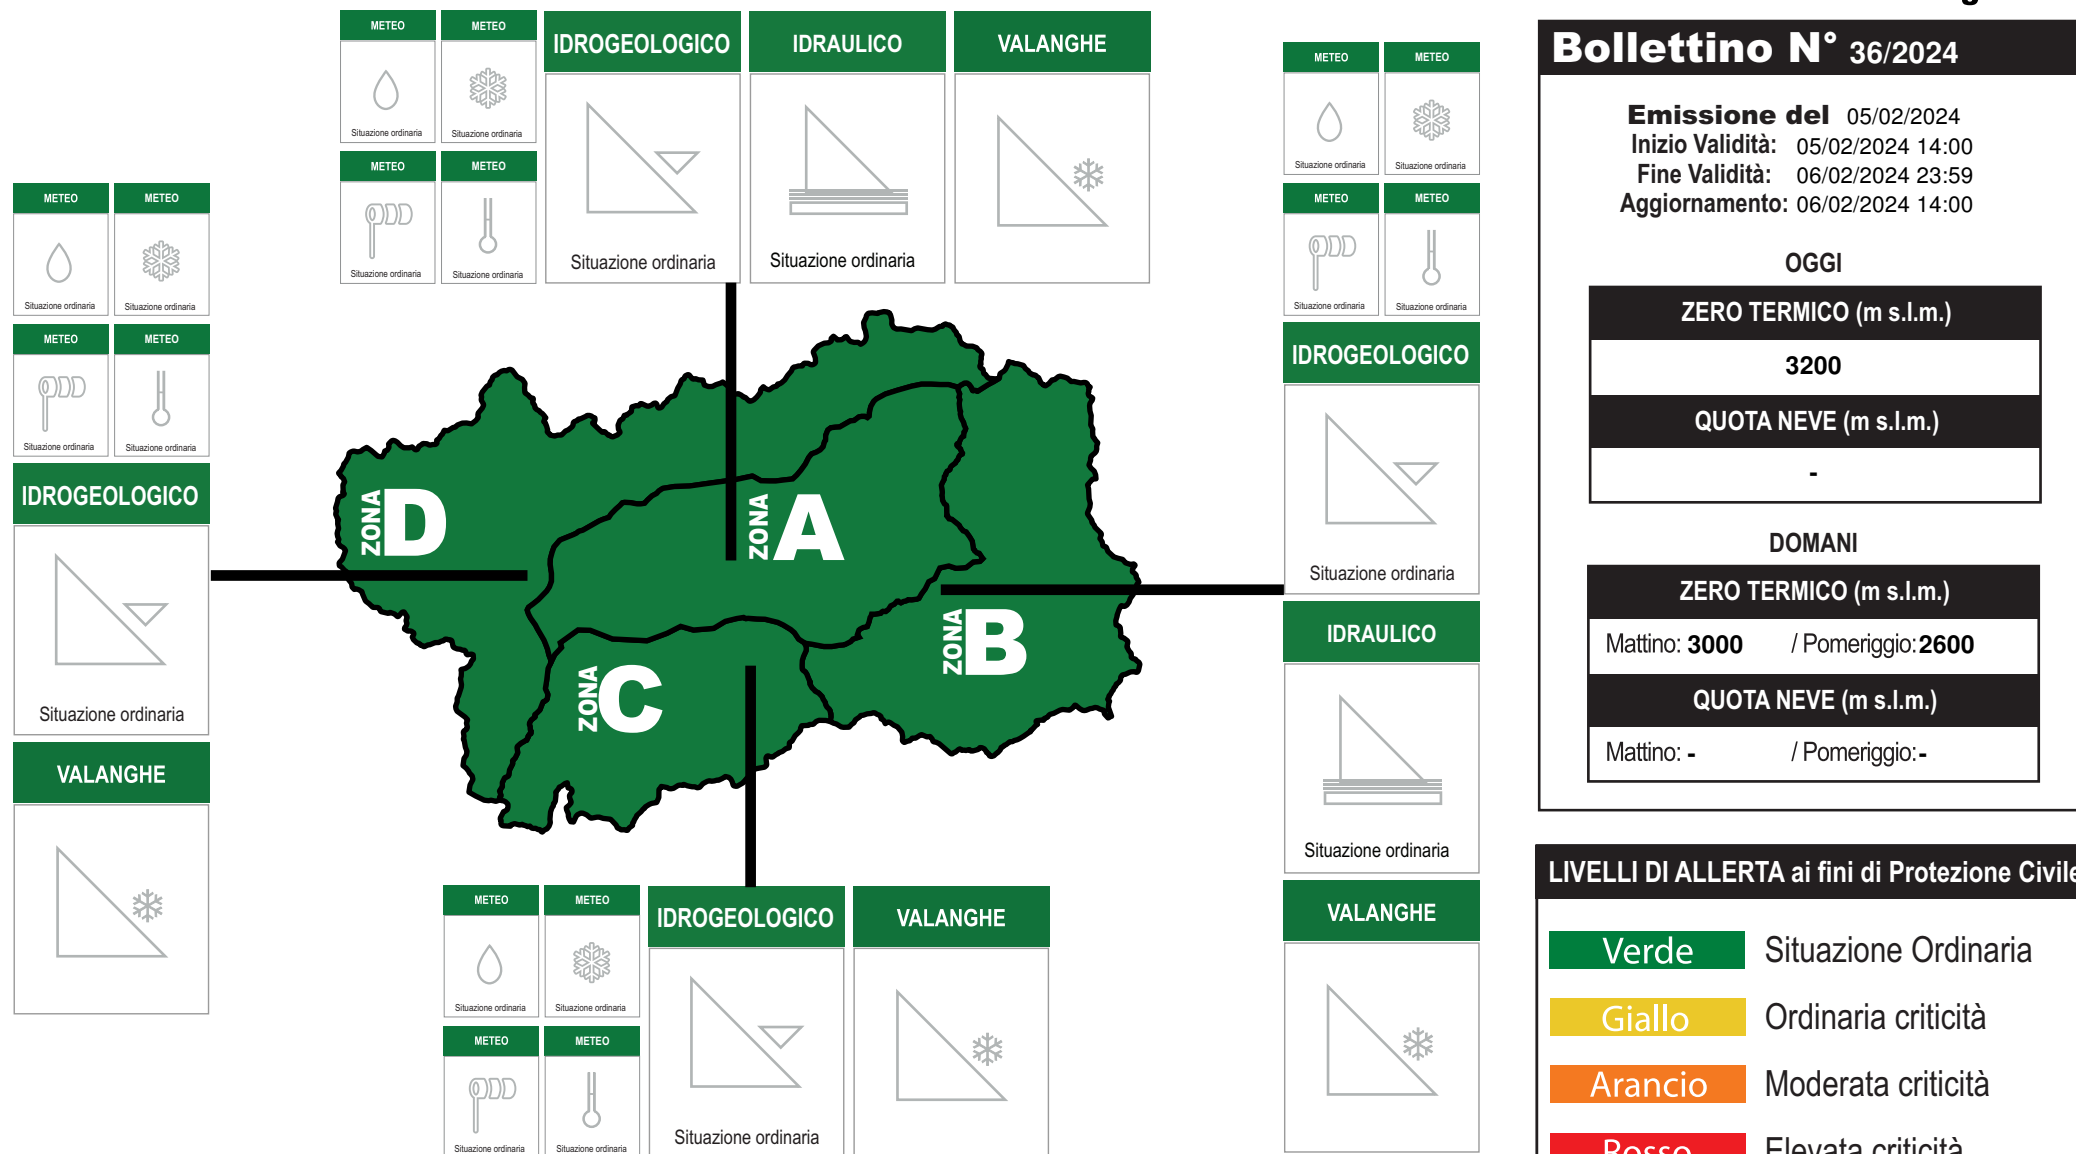 METEO METEO
Situazione ordinaria Situazione ordinaria
METEO METEO
Situazione ordinaria Situazione ordinaria
IDROGEOLOGICO
Situazione ordinaria
IDRAULICO
Situazione ordinaria
VALANGHE
METEO METEO
Situazione ordinaria Situazione ordinaria
METEO METEO
Situazione ordinaria Situazione ordinaria
IDROGEOLOGICO
Situazione ordinaria
VALANGHE
ZONA D
ZONA A
ZONA B
ZONA C
METEO METEO
Situazione ordinaria Situazione ordinaria
METEO METEO
Situazione ordinaria Situazione ordinaria
IDROGEOLOGICO
Situazione ordinaria
IDRAULICO
Situazione ordinaria
VALANGHE
METEO METEO
Situazione ordinaria Situazione ordinaria
METEO METEO
Situazione ordinaria Situazione ordinaria
IDROGEOLOGICO
Situazione ordinaria
VALANGHE
Bollettino N° 36/2024
Emissione del 05/02/2024
Inizio Validità: 05/02/2024 14:00
Fine Validità: 06/02/2024 23:59
Aggiornamento: 06/02/2024 14:00
OGGI
ZERO TERMICO (m s.l.m.)
3200
QUOTA NEVE (m s.l.m.)
-
DOMANI
ZERO TERMICO (m s.l.m.)
Mattino: 3000 / Pomeriggio: 2600
QUOTA NEVE (m s.l.m.)
Mattino: - / Pomeriggio: -
LIVELLI DI ALLERTA ai fini di Protezione Civile
Verde Situazione Ordinaria
Giallo Ordinaria criticità
Arancio Moderata criticità
Rosso Elevata criticità